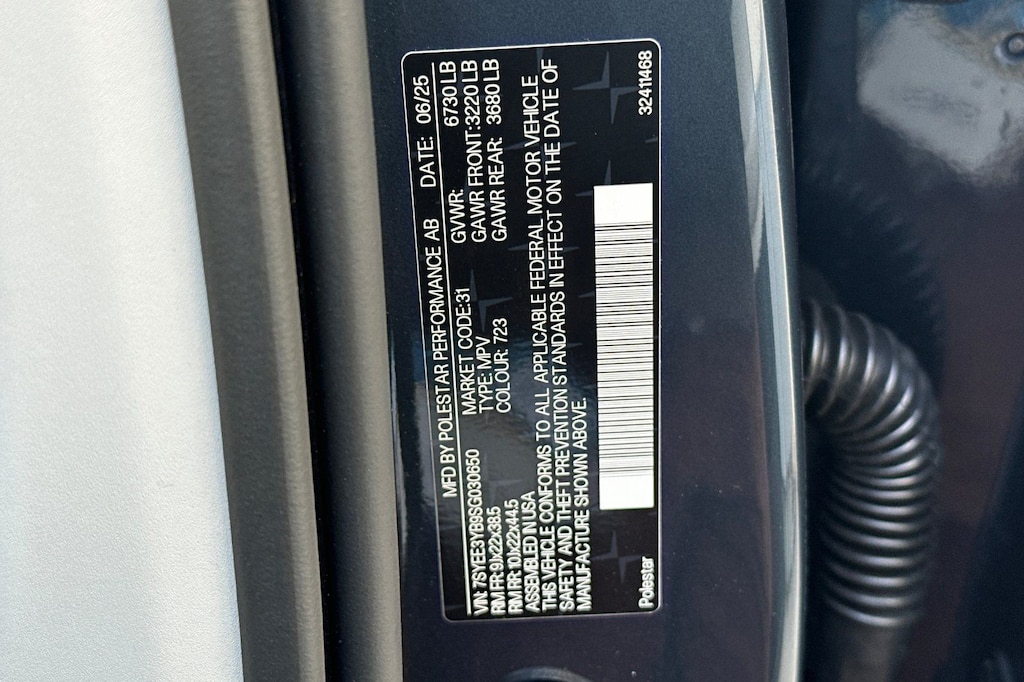 MFD BY POLESTAR PERFORMANCE AB DATE: 06/25
VIN: 7SYEE3YB9SG030650 GVWR: 6730 LB
RIM FR: 9Jx22x38.5 MARKET CODE:31 GAWR FRONT:3220 LB
RIM RR: 10Jx22x44.5 TYPE: MPV GAWR REAR: 3680 LB
ASSEMBLED IN USA COLOUR: 723
THIS VEHICLE CONFORMS TO ALL APPLICABLE FEDERAL MOTOR VEHICLE
SAFETY AND THEFT PREVENTION STANDARDS IN EFFECT ON THE DATE OF
MANUFACTURE SHOWN ABOVE.
Polestar 32411468